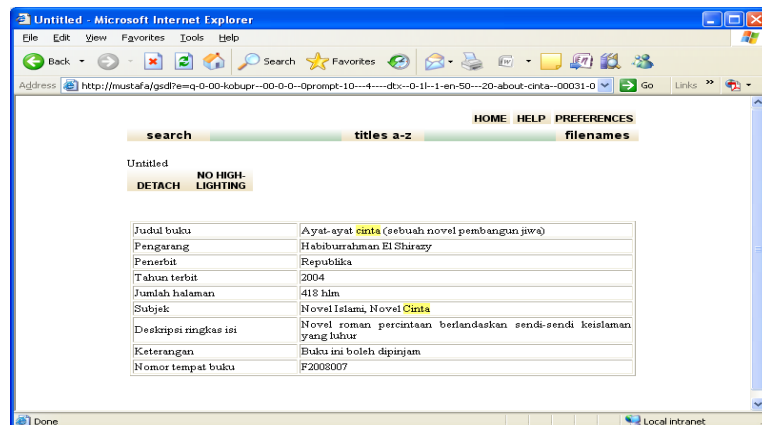 Untitled - Microsoft Internet Explorer
File Edit View Favorites Tools Help
Back Search Favorites
Address http://mustafa/gsdl?e=q-0-00-kobupr--00-0-0--0prompt-10---4----dtx--0-1l--1-en-50---20-about-cinta--00031-0 Go Links
HOME HELP PREFERENCES
search titles a-z filenames
Untitled
DETACH NO HIGH-LIGHTING
Judul buku Ayat-ayat cinta (sebuah novel pembangun jiwa)
Pengarang Habiburrahman El Shirazy
Penerbit Republika
Tahun terbit 2004
Jumlah halaman 418 hlm
Subjek Novel Islami, Novel Cinta
Deskripsi ringkas isi Novel roman percintaan berlandaskan sendi-sendi keislaman
yang luhur
Keterangan Buku ini boleh dipinjam
Nomor tempat buku F2008007
Done Local intranet